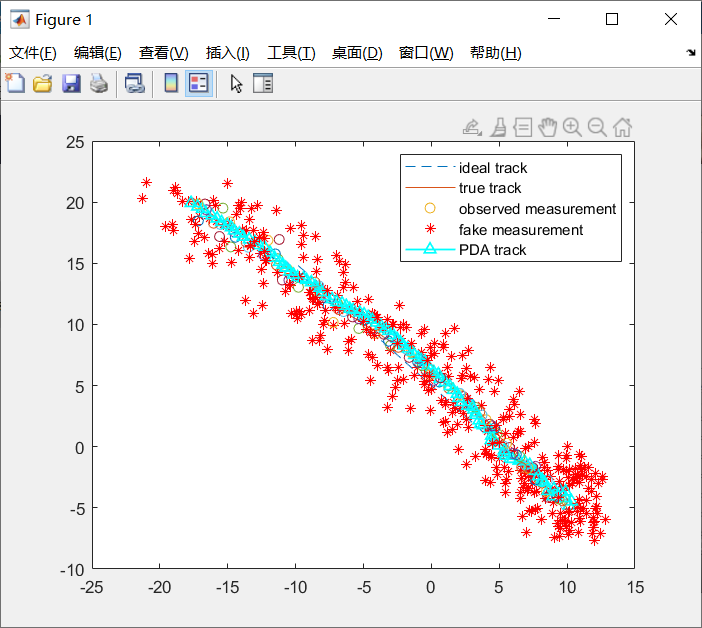 Figure 1
文件(F) 编辑(E) 查看(V) 插入(I) 工具(T) 桌面(D) 窗口(W) 帮助(H)
25
20
15
10
5
0
-5
-10
-25 -20 -15 -10 -5 0 5 10 15
ideal track
true track
observed measurement
fake measurement
PDA track